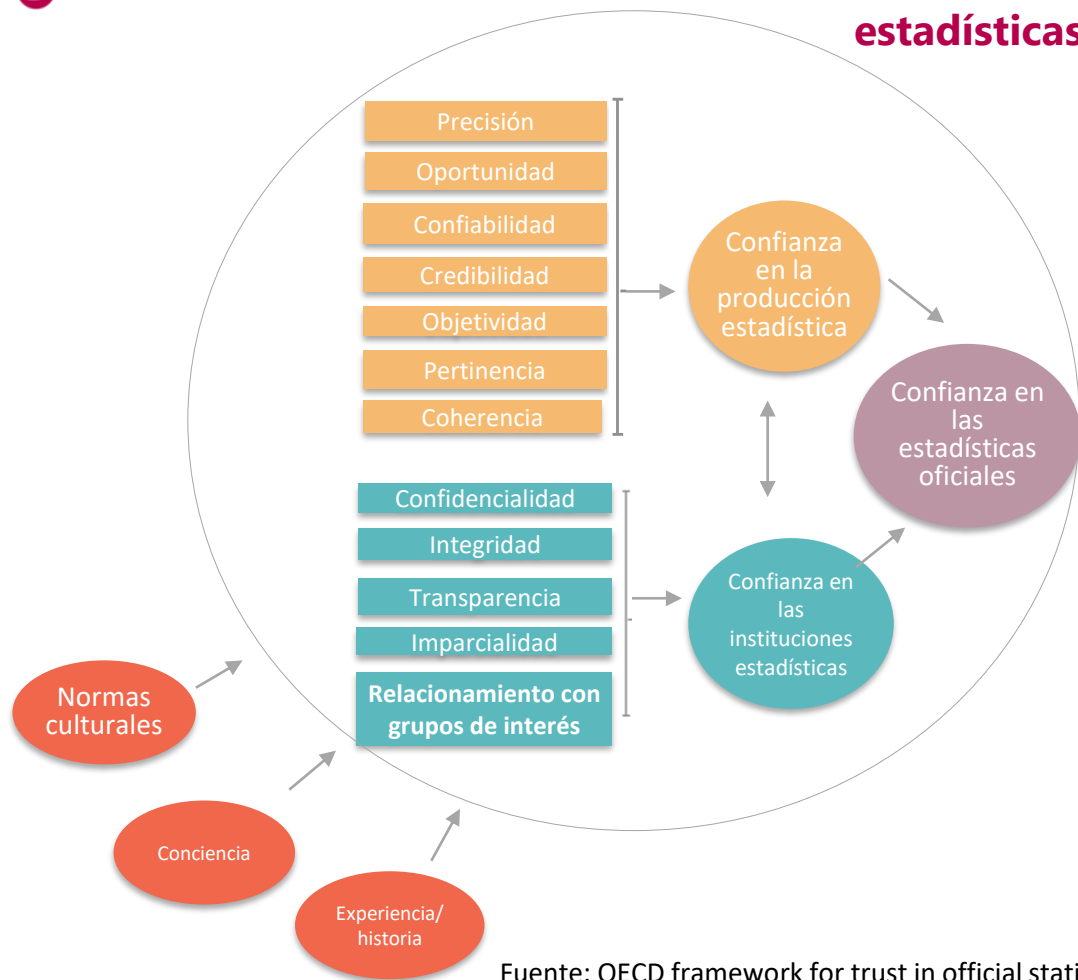 estadísticas
Precisión
Oportunidad
Confiabilidad
Credibilidad
Objetividad
Pertinencia
Coherencia
Confianza
en la
producción
estadística
Confianza en
las
estadísticas
oficiales
Confidencialidad
Integridad
Transparencia
Imparcialidad
Relacionamiento con
grupos de interés
Confianza en
las
instituciones
estadísticas
Normas
culturales
Conciencia
Experiencia/
historia
Fuente: OECD framework for trust in official stati